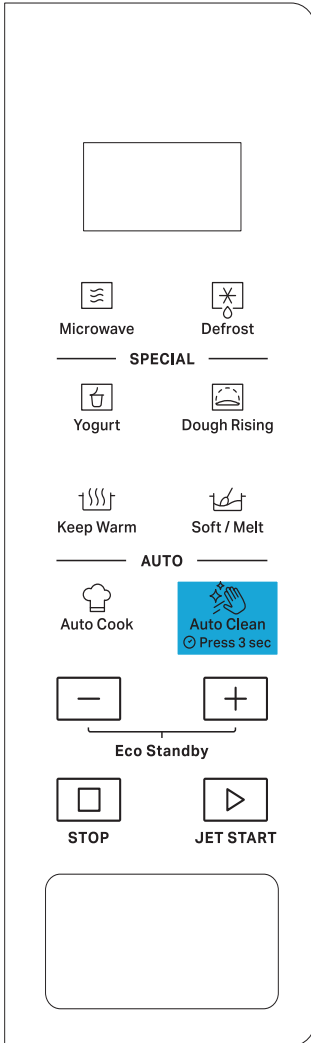 Microwave Defrost
SPECIAL
Yogurt Dough Rising
Keep Warm Soft / Melt
AUTO
Auto Cook Auto Clean
Press 3 sec
Eco Standby
STOP JET START